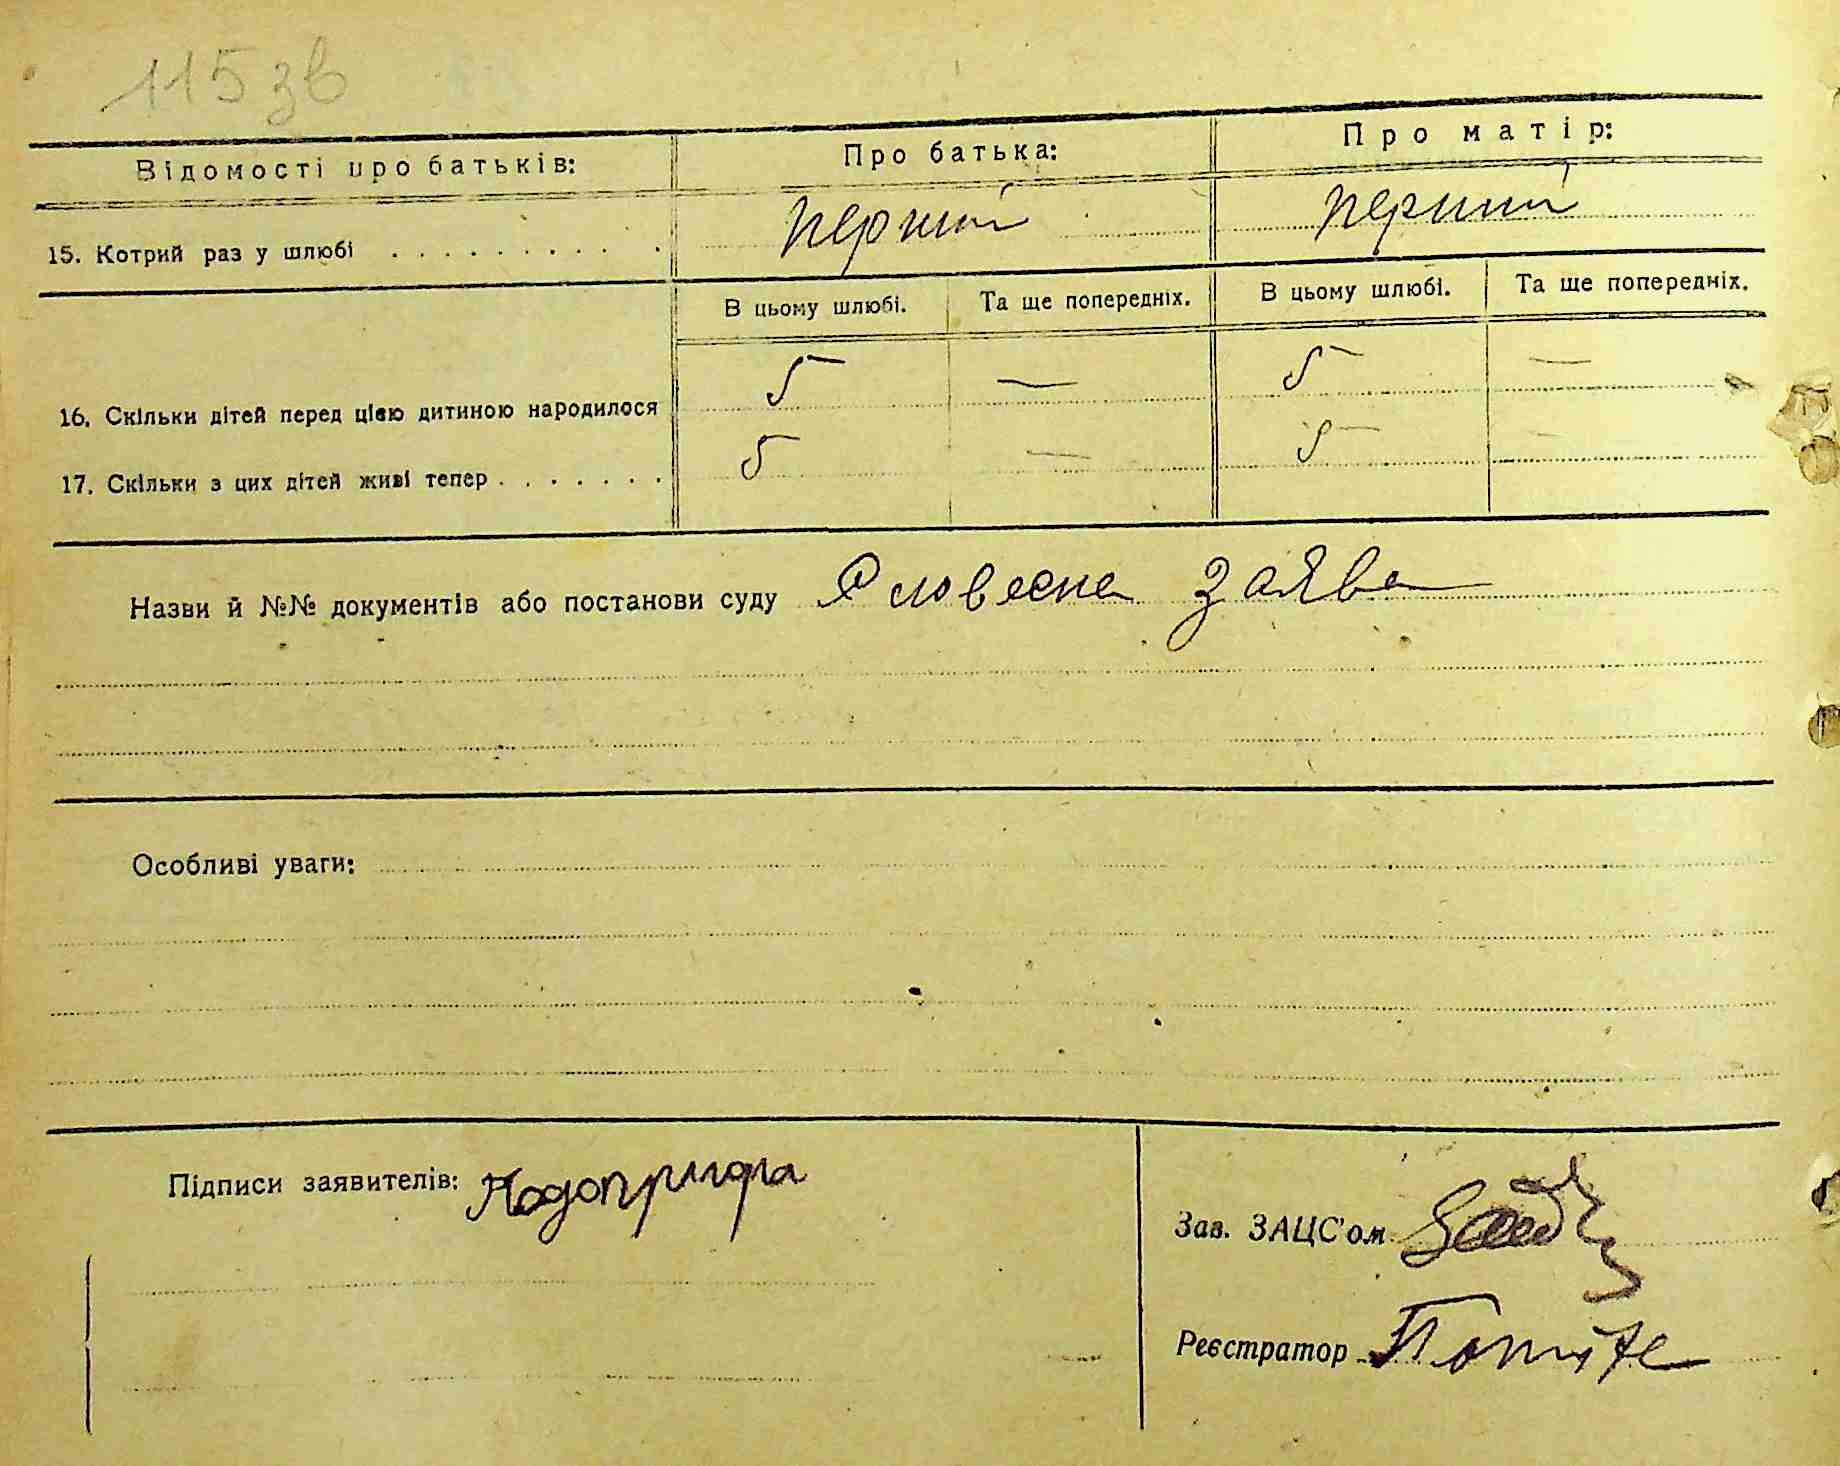 115 зв
Відомості про батьків: Про батька: Про матір:
15. Котрий раз у шлюбі перший перший
В цьому шлюбі. Та ще попередніх. В цьому шлюбі. Та ще попередніх.
16. Скільки дітей перед цією дитиною народилося 5 — 5 —
17. Скільки з цих дітей живі тепер 5 — 5 —
Назви й №№ документів або постанови суду Словесна заява
Особливі уваги:
Підписи заявителів:
Зав. ЗАЦС'ом
Реєстратор